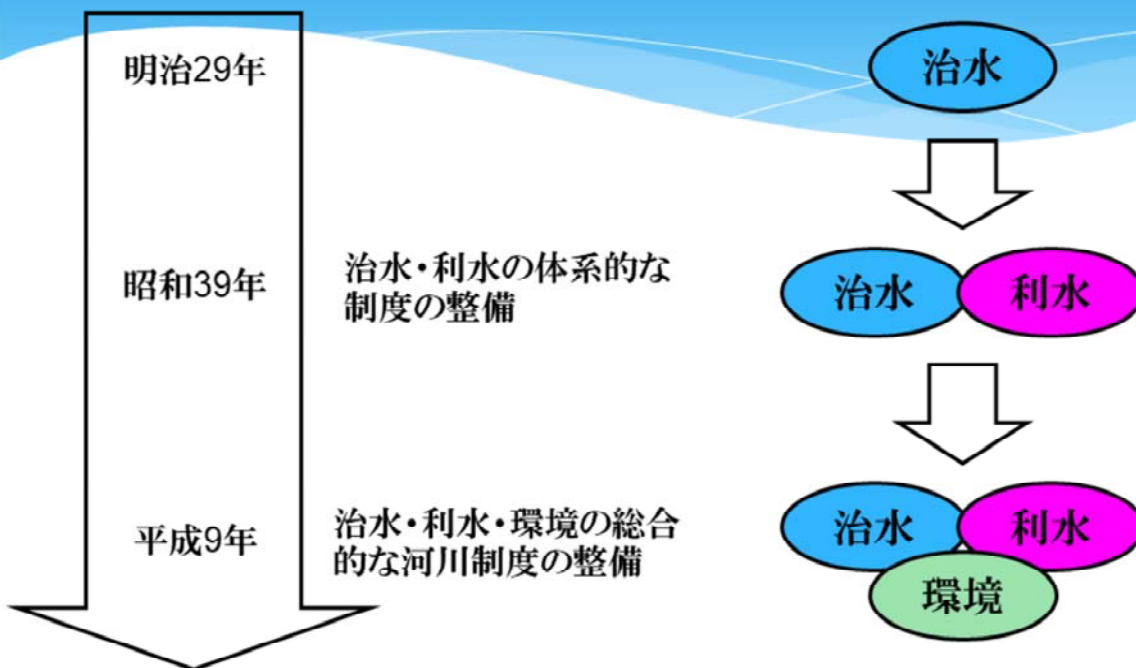 明治29年
治水
昭和39年
治水・利水の体系的な
制度の整備
治水
利水
平成9年
治水・利水・環境の総合
的な河川制度の整備
治水
利水
環境